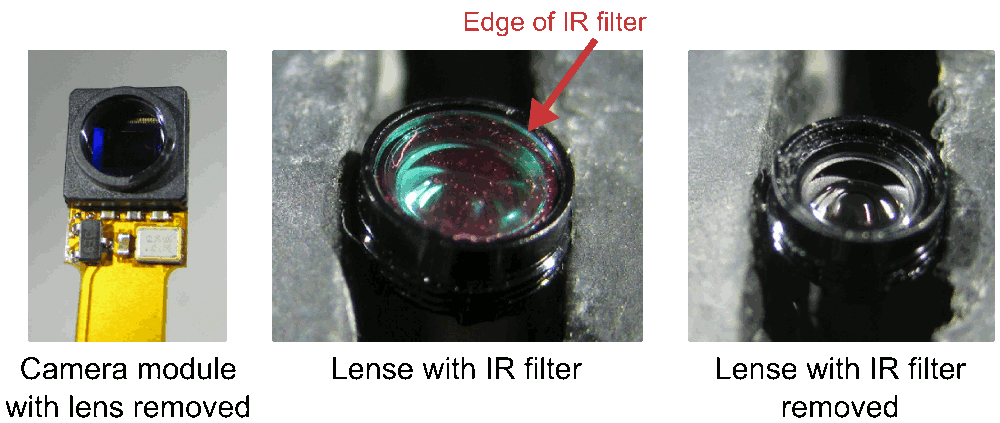 Edge of IR filter
Camera module
with lens removed
Lense with IR filter
Lense with IR filter
removed